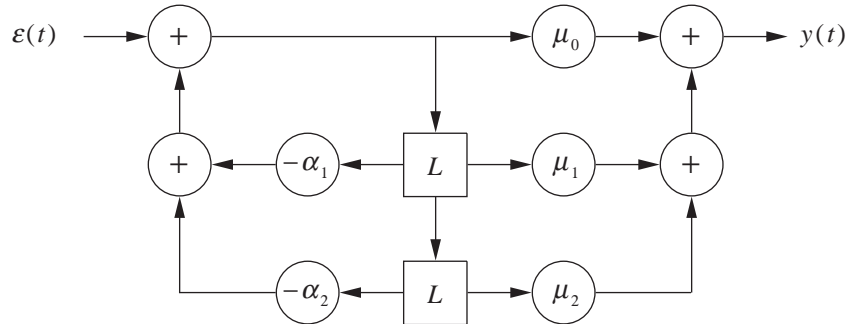 ε(t) + μ₀ + y(t)
+ −α₁ L μ₁ +
−α₂ L μ₂